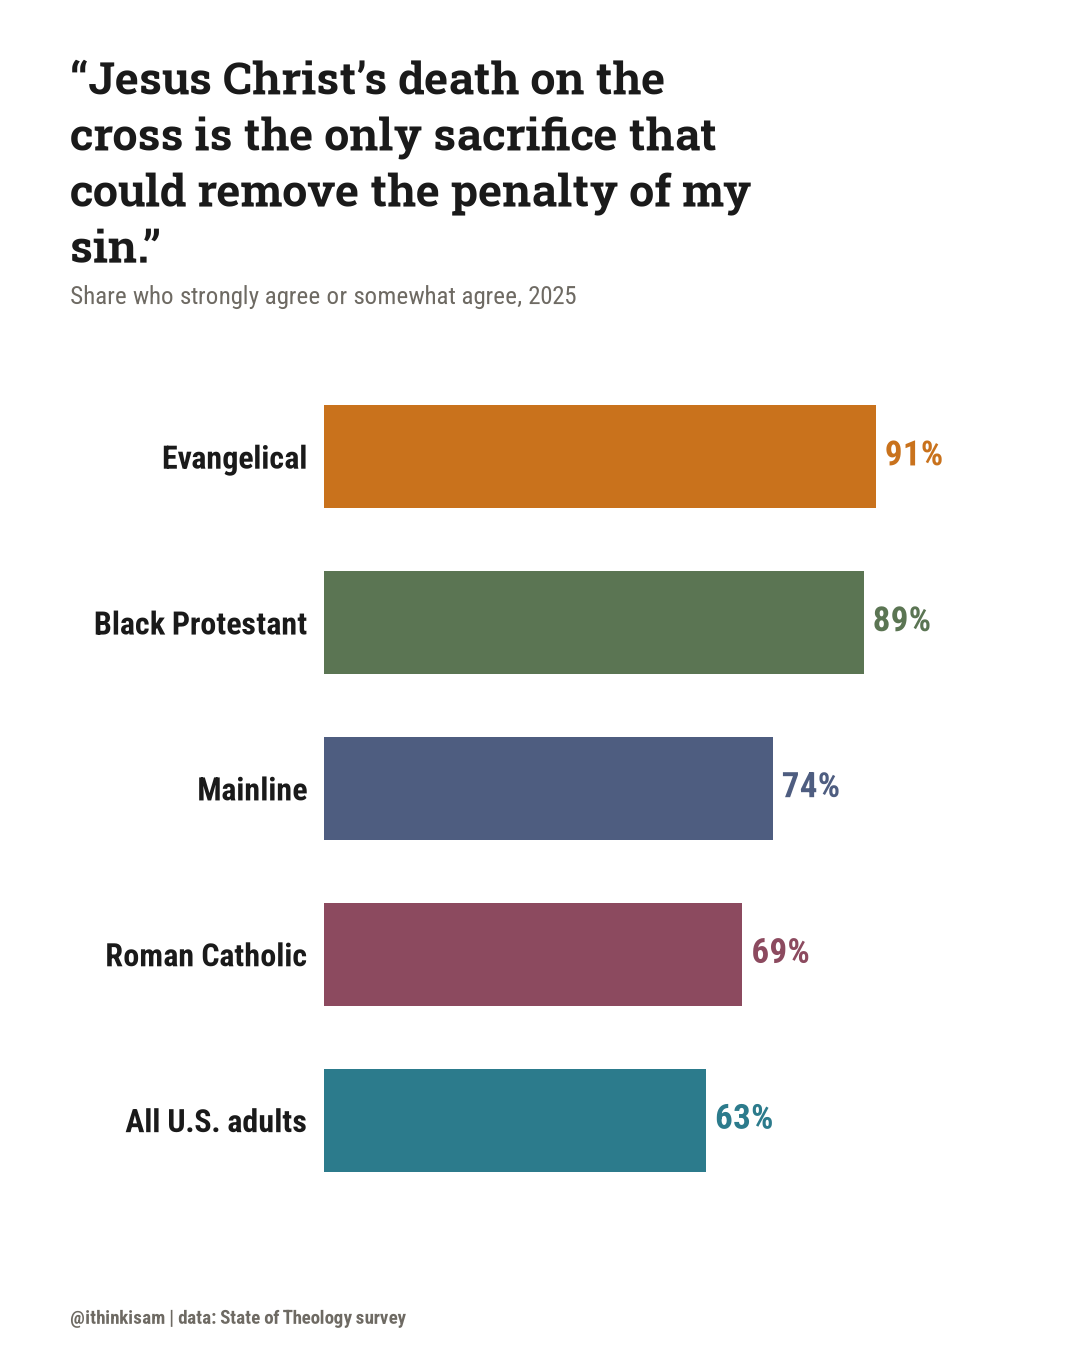 “Jesus Christ’s death on the
cross is the only sacrifice that
could remove the penalty of my
sin.”
Share who strongly agree or somewhat agree, 2025
Evangelical 91%
Black Protestant 89%
Mainline 74%
Roman Catholic 69%
All U.S. adults 63%
@ithinkisam | data: State of Theology survey